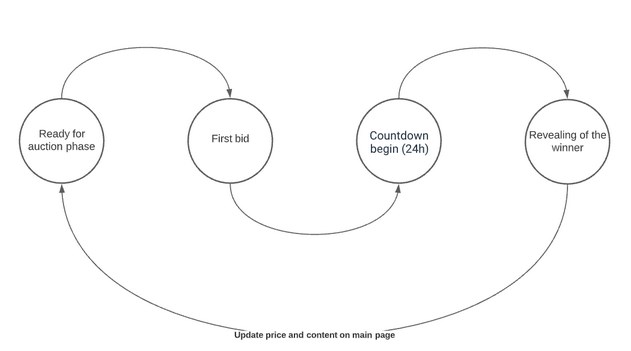 Ready for
auction phase
First bid
Countdown
begin (24h)
Revealing of the
winner
Update price and content on main page